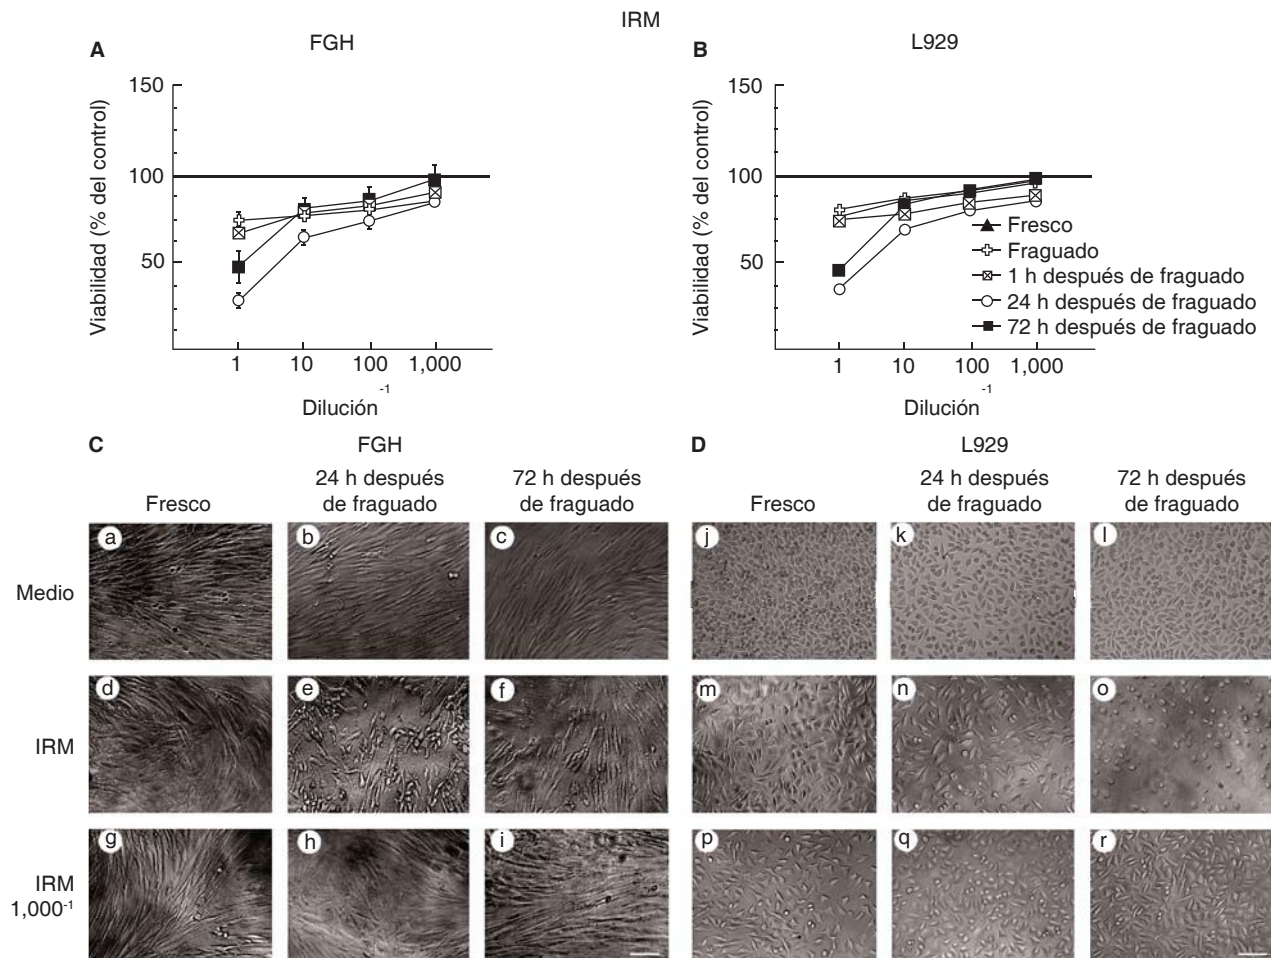 IRM
A
FGH
150
100
50
Viabilidad (% del control)
1 10 100 1,000
Dilución-1
B
L929
150
100
50
Viabilidad (% del control)
1 10 100 1,000
Dilución-1
Fresco
Fraguado
1 h después de fraguado
24 h después de fraguado
72 h después de fraguado
C
FGH
Fresco
24 h después
de fraguado
72 h después
de fraguado
D
L929
Fresco
24 h después
de fraguado
72 h después
de fraguado
Medio
a b c j k l
IRM
d e f m n o
IRM
1,000-1
g h i p q r